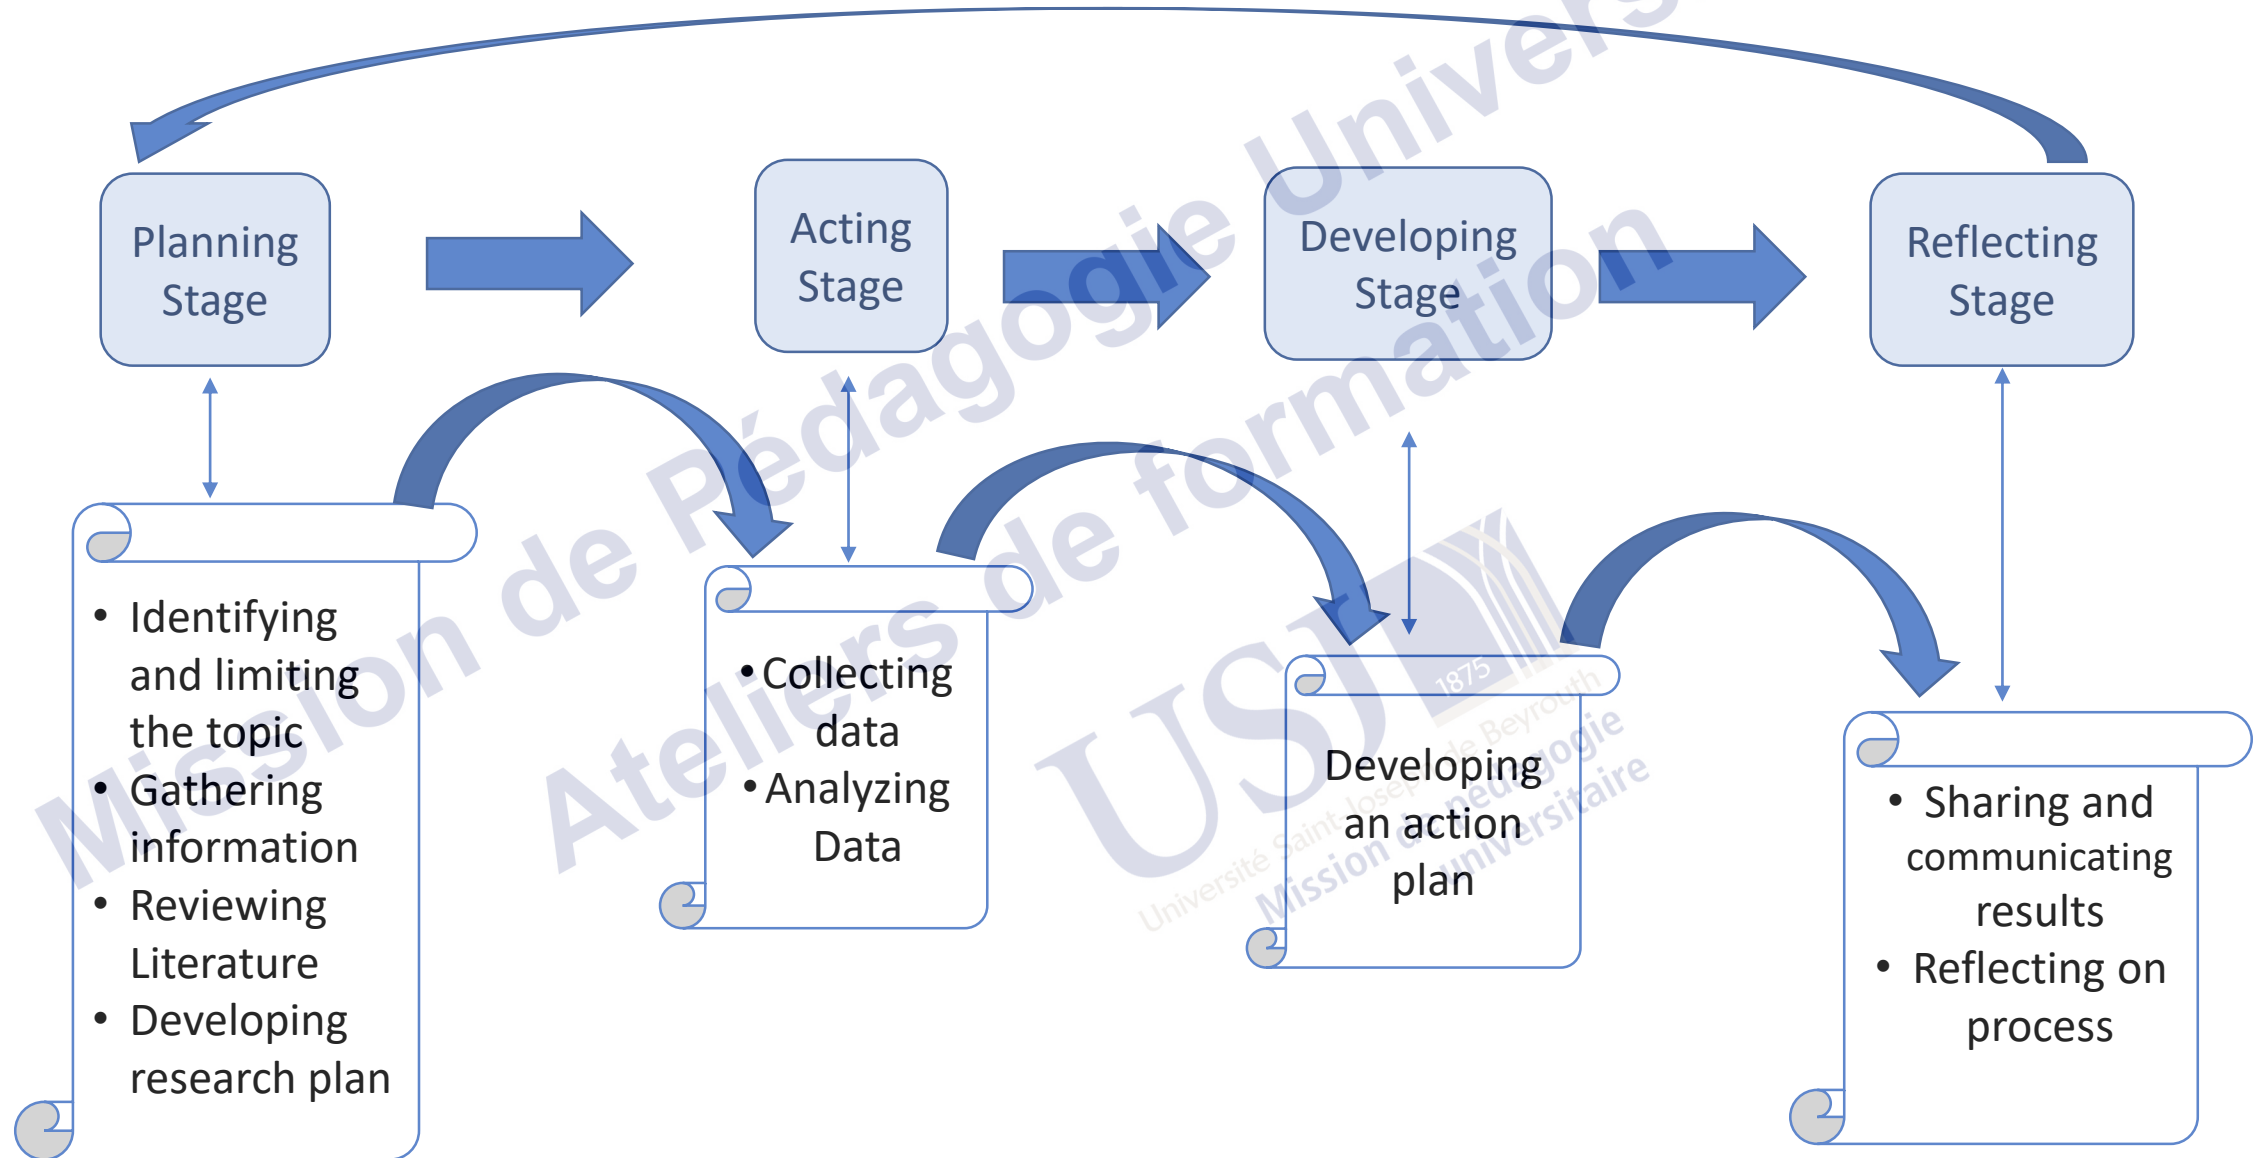 Planning
Stage
Acting
Stage
Developing
Stage
Reflecting
Stage
• Identifying
and limiting
the topic
• Gathering
information
• Reviewing
Literature
• Developing
research plan
• Collecting
data
• Analyzing
Data
Developing
an action
plan
• Sharing and
communicating
results
• Reflecting on
process
Mission de Pédagogie Univers
Ateliers de formation
USJ
1875
Université Saint-Joseph de Beyrouth
Mission de pédagogie
universitaire